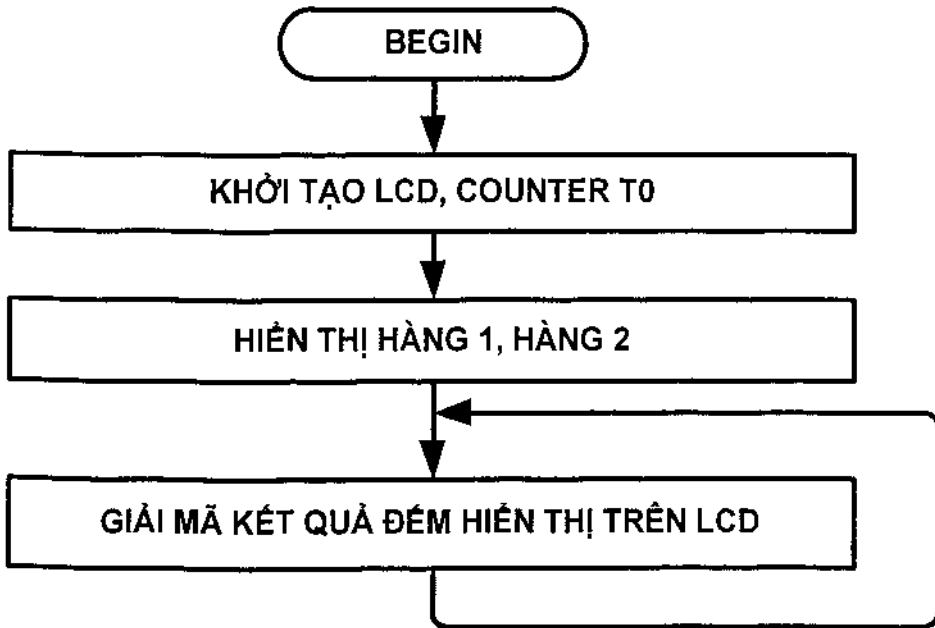 BEGIN
KHỞI TẠO LCD, COUNTER T0
HIỂN THỊ HÀNG 1, HÀNG 2
GIẢI MÃ KẾT QUẢ ĐẾM HIỂN THỊ TRÊN LCD